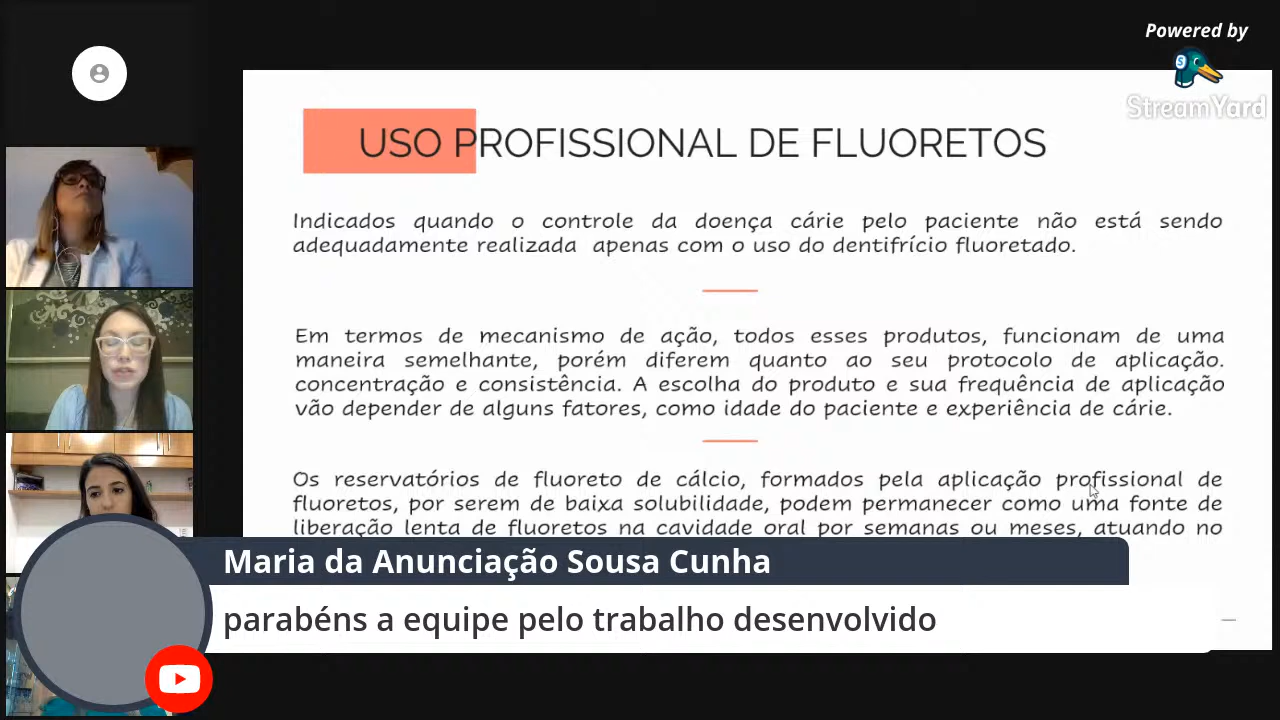 Powered by
StreamYard
USO PROFISSIONAL DE FLUORETOS
Indicados quando o controle da doença cárie pelo paciente não está sendo
adequadamente realizada apenas com o uso do dentifrício fluoretado.
Em termos de mecanismo de ação, todos esses produtos, funcionam de uma
maneira semelhante, porém diferem quanto ao seu protocolo de aplicação.
concentração e consistência. A escolha do produto e sua frequência de aplicação
vão depender de alguns fatores, como idade do paciente e experiência de cárie.
Os reservatórios de fluoreto de cálcio, formados pela aplicação profissional de
fluoretos, por serem de baixa solubilidade, podem permanecer como uma fonte de
liberação lenta de fluoretos na cavidade oral por semanas ou meses, atuando no
Maria da Anunciação Sousa Cunha
parabéns a equipe pelo trabalho desenvolvido